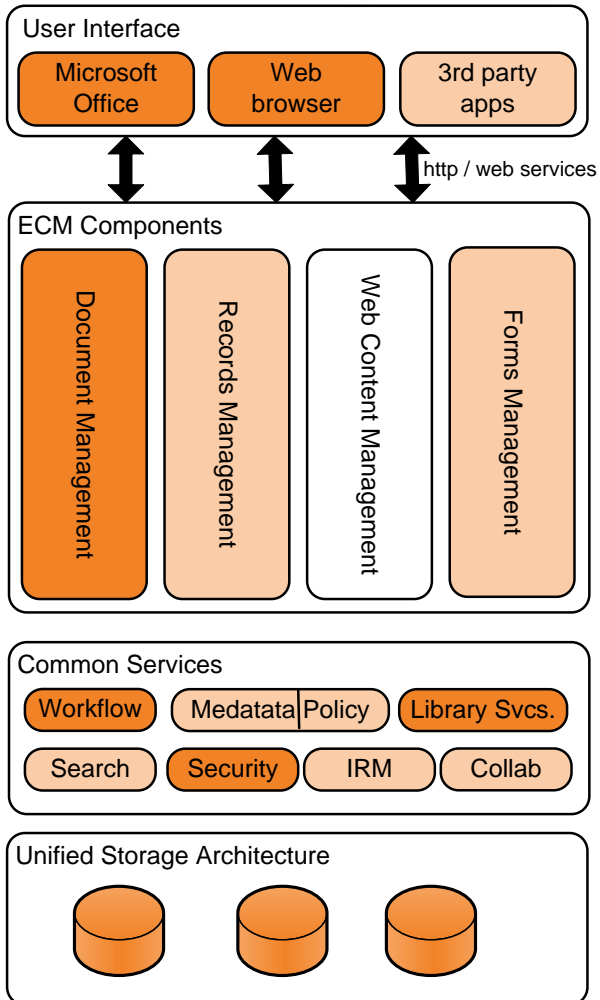 User Interface
Microsoft
Office
Web
browser
3rd party
apps
http / web services
ECM Components
Document Management
Records Management
Web Content Management
Forms Management
Common Services
Workflow
Medatata
Policy
Library Svcs.
Search
Security
IRM
Collab
Unified Storage Architecture